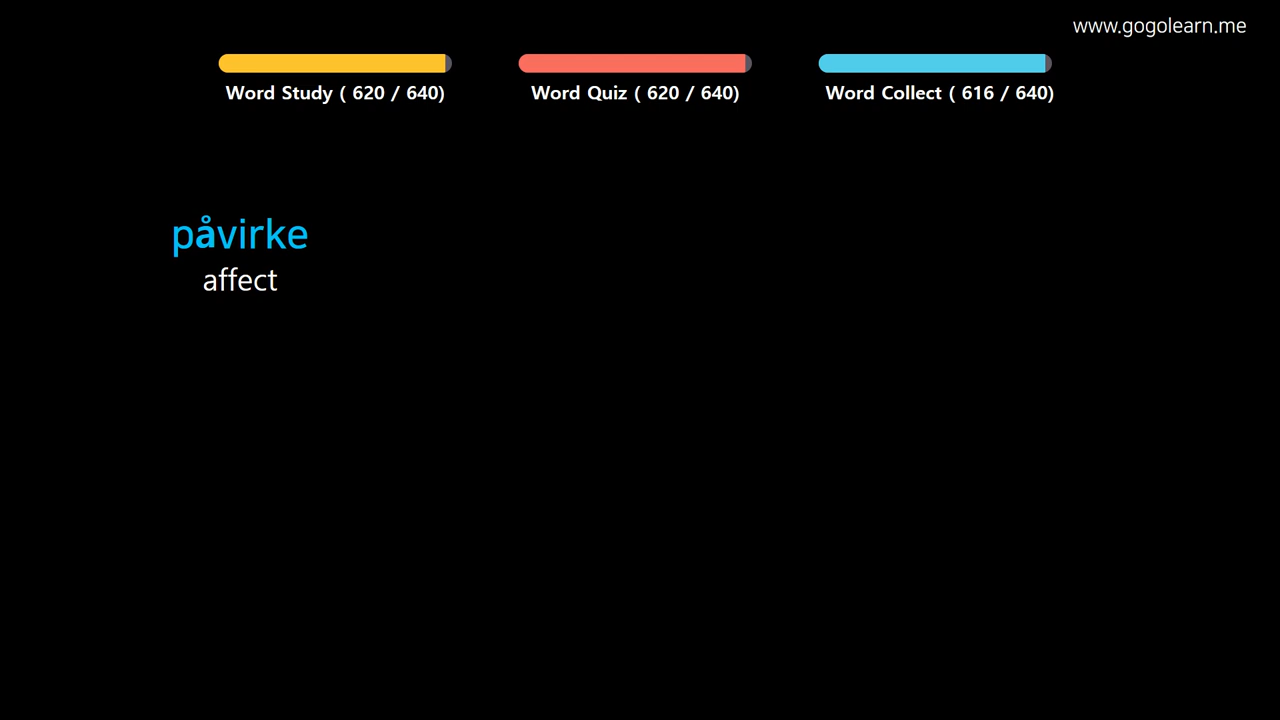 www.gogolearn.me
Word Study ( 620 / 640)
Word Quiz ( 620 / 640)
Word Collect ( 616 / 640)
påvirke
affect